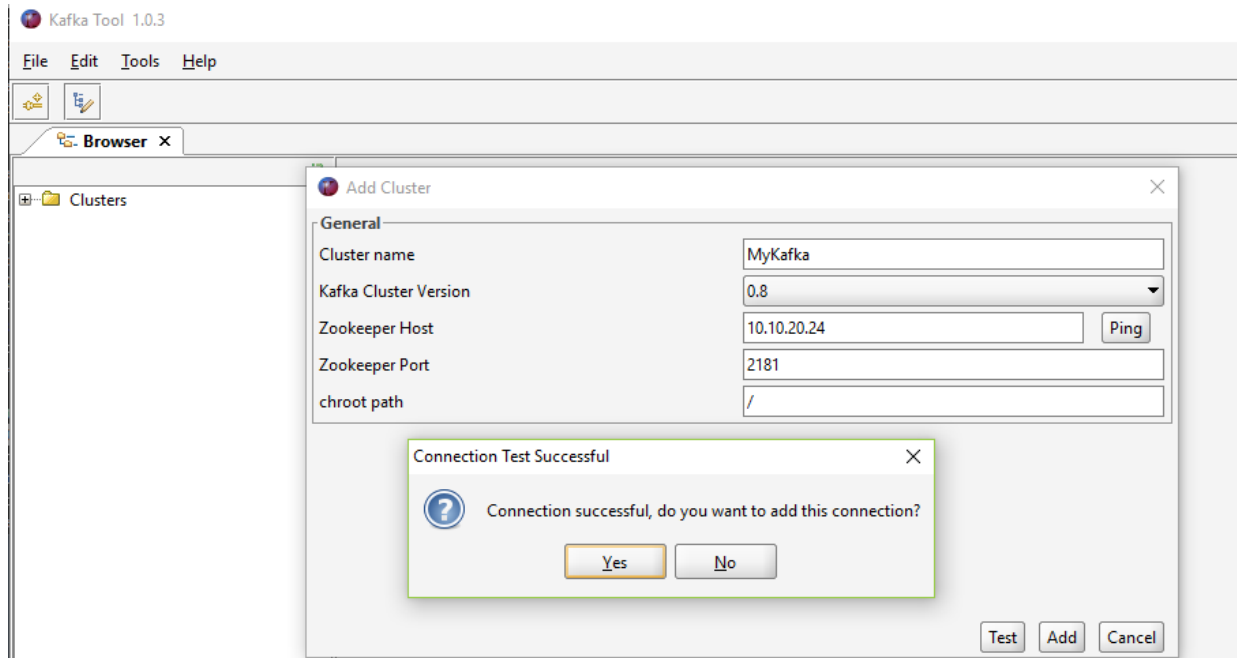 Kafka Tool 1.0.3
File Edit Tools Help
Browser
Clusters
Add Cluster
General
Cluster name MyKafka
Kafka Cluster Version 0.8
Zookeeper Host 10.10.20.24 Ping
Zookeeper Port 2181
chroot path /
Connection Test Successful
Connection successful, do you want to add this connection?
Yes No
Test Add Cancel